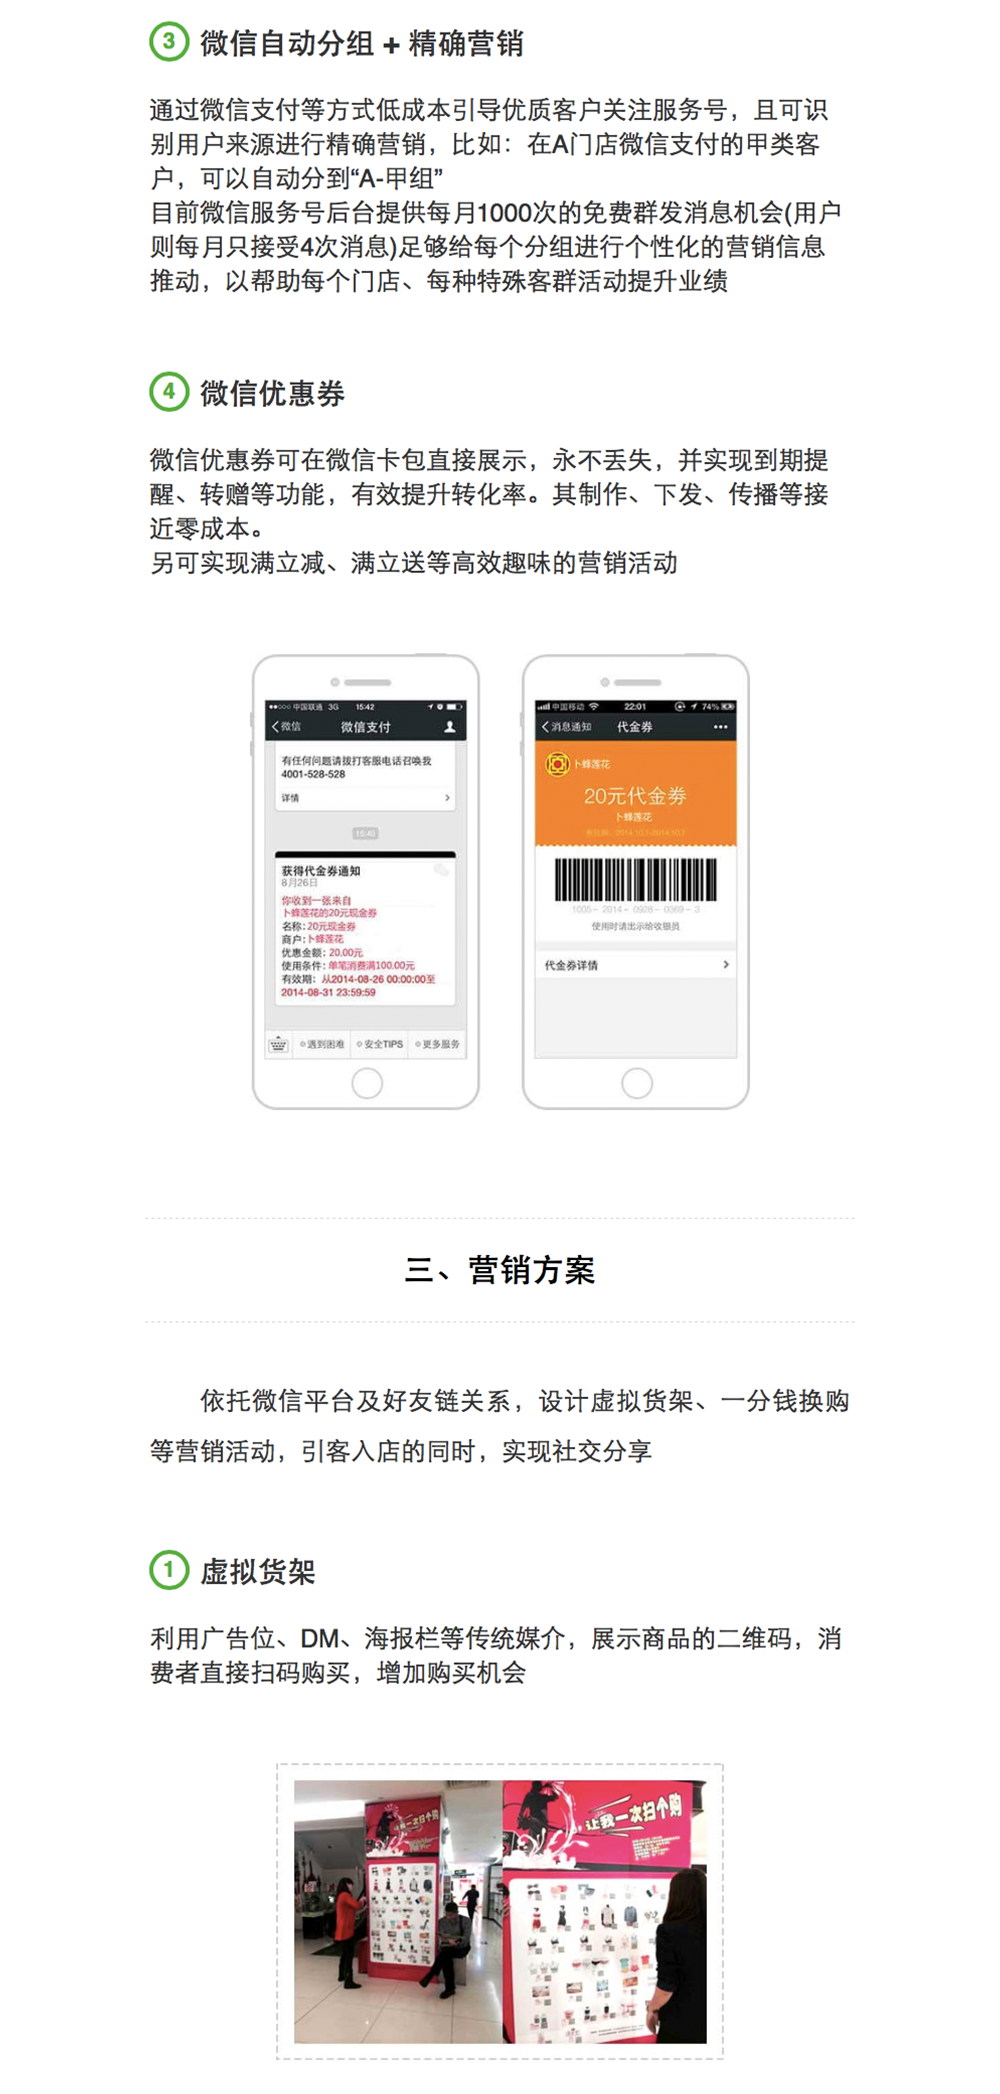 3 微信自动分组 + 精确营销
通过微信支付等方式低成本引导优质客户关注服务号，且可识
别用户来源进行精确营销，比如：在A门店微信支付的甲类客
户，可以自动分到“A-甲组”
目前微信服务号后台提供每月1000次的免费群发消息机会(用户
则每月只接受4次消息)足够给每个分组进行个性化的营销信息
推动，以帮助每个门店、每种特殊客群活动提升业绩
4 微信优惠券
微信优惠券可在微信卡包直接展示，永不丢失，并实现到期提
醒、转赠等功能，有效提升转化率。其制作、下发、传播等接
近零成本。
另可实现满立减、满立送等高效趣味的营销活动
中国联通 3G 15:42
微信 微信支付
有任何问题请拨打客服电话召唤我
4001-528-528
详情
15:40
获得代金券通知
8月26日
你收到一张来自
卜蜂莲花的20元现金券
名称：20元现金券
商户：卜蜂莲花
优惠金额：20.00元
使用条件：单笔消费满100.00元
有效期：从2014-08-26 00:00:00至
2014-08-31 23:59:59
遇到困难 安全TIPS 更多服务
中国移动 22:01 74%
消息通知 代金券
卜蜂莲花
20元代金券
卜蜂莲花
1005- 2014- 0928- 0369- 3
使用时请出示给收银员
代金券详情
三、营销方案
依托微信平台及好友链关系，设计虚拟货架、一分钱换购
等营销活动，引客入店的同时，实现社交分享
1 虚拟货架
利用广告位、DM、海报栏等传统媒介，展示商品的二维码，消
费者直接扫码购买，增加购买机会
让我一次扫个购
让我一次扫个购